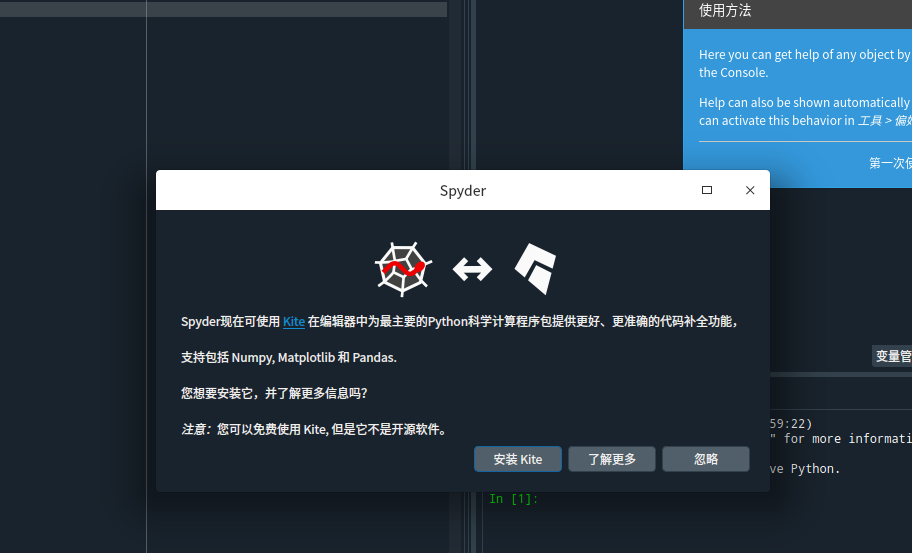 使用方法
Here you can get help of any object by
the Console.
Help can also be shown automatically
can activate this behavior in 工具 > 偏好
第一次使
Spyder
Spyder现在可使用 Kite 在编辑器中为最主要的Python科学计算程序包提供更好、更准确的代码补全功能，
支持包括 Numpy, Matplotlib 和 Pandas.
您想要安装它，并了解更多信息吗？
注意：您可以免费使用 Kite, 但是它不是开源软件。
安装 Kite
了解更多
忽略
变量管
59:22)
" for more informati
ve Python.
In [1]: